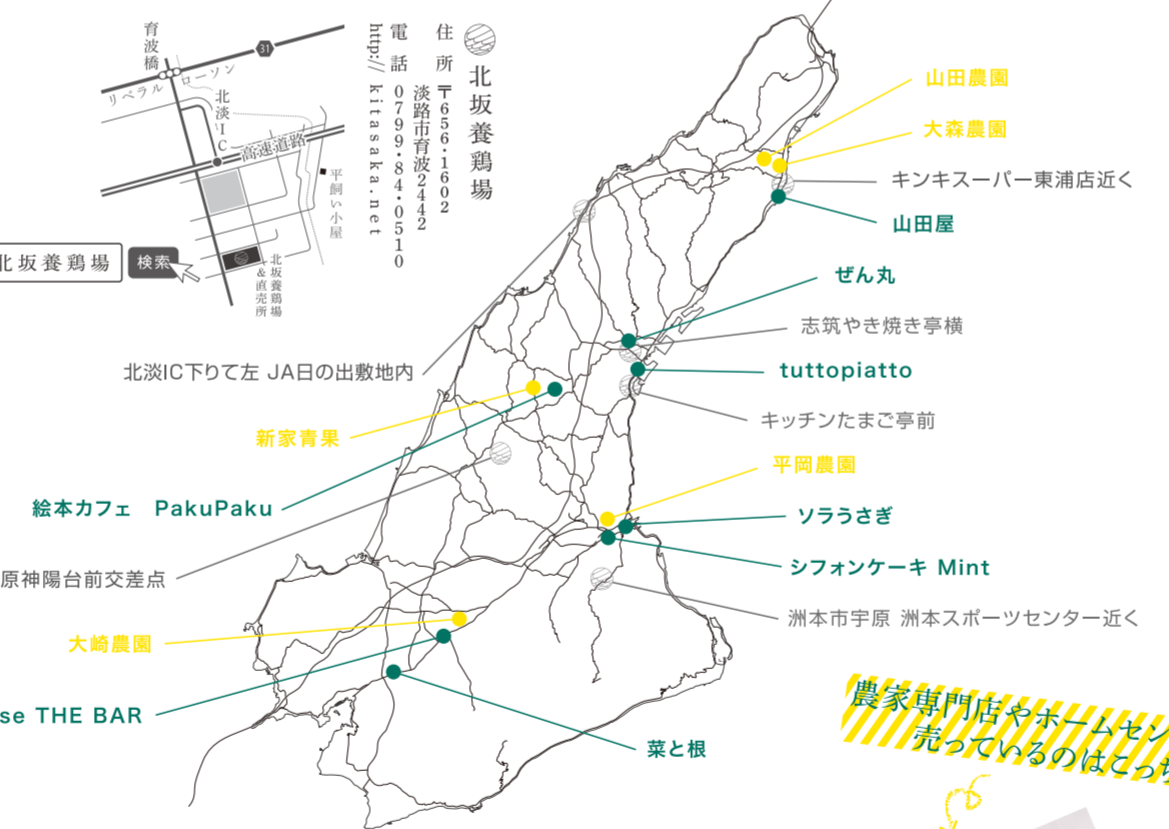 育波橋
31
リベラル
ローソン
北淡IC
高速道路
平飼い小屋
北坂養鶏場
&直売所
北坂養鶏場
検索
北坂養鶏場
住所 〒656・1602
淡路市育波2442
電話 0799・84・0510
http://kitasaka.net
山田農園
大森農園
キンキスーパー東浦店近く
山田屋
ぜん丸
志筑やき焼き亭横
tuttopiatto
キッチンたまご亭前
平岡農園
ソラうさぎ
シフォンケーキ Mint
洲本市宇原 洲本スポーツセンター近く
菜と根
北淡IC下りて左 JA日の出敷地内
新家青果
絵本カフェ PakuPaku
原神陽台前交差点
大崎農園
se THE BAR
農家専門店やホームセン
売っているのはこっち